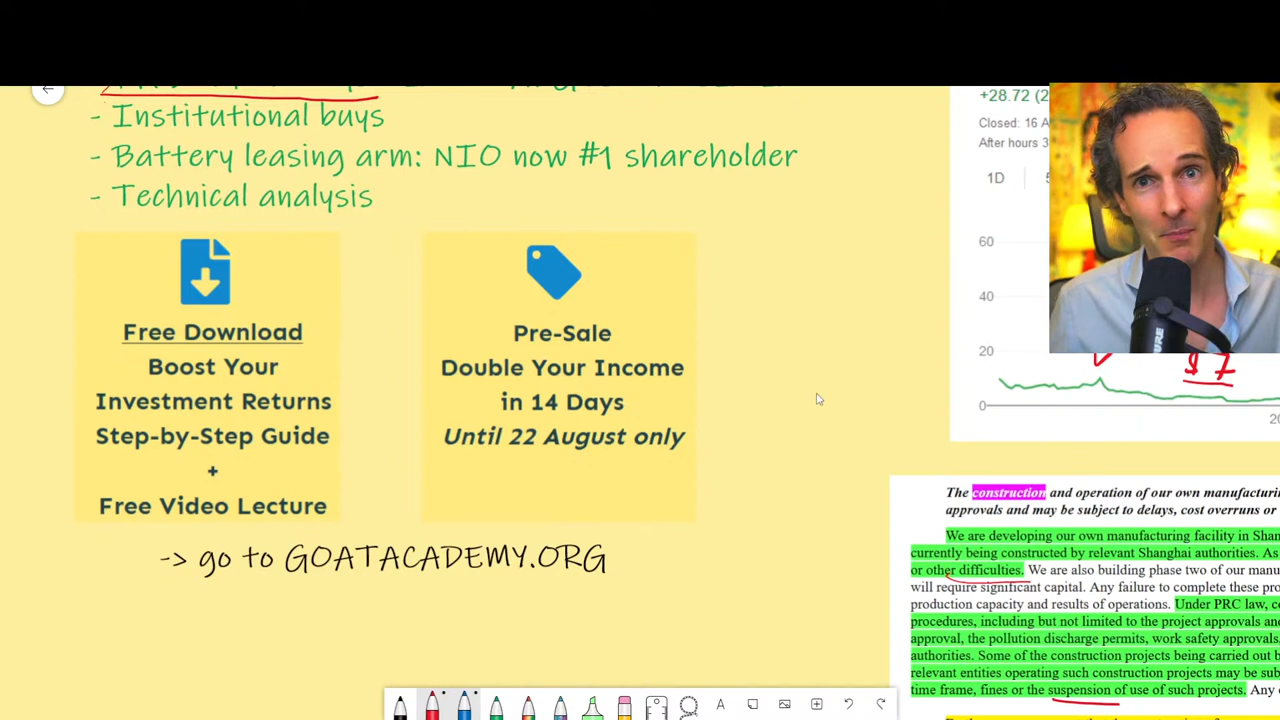 - Institutional buys
- Battery leasing arm: NIO now #1 shareholder
- Technical analysis
Free Download
Boost Your
Investment Returns
Step-by-Step Guide
+
Free Video Lecture
Pre-Sale
Double Your Income
in 14 Days
Until 22 August only
-> go to GOATACADEMY.ORG
+28.72 (2
Closed: 16 A
After hours 3
1D
60
40
20
0
20
$7
The construction and operation of our own manufacturin
approvals and may be subject to delays, cost overruns or
We are developing our own manufacturing facility in Shan
currently being constructed by relevant Shanghai authorities. As
or other difficulties. We are also building phase two of our manu
will require significant capital. Any failure to complete these pro
production capacity and results of operations. Under PRC law, co
procedures, including but not limited to the project approvals and
approval, the pollution discharge permits, work safety approvals,
authorities. Some of the construction projects being carried out b
relevant entities operating such construction projects may be sub
time frame, fines or the suspension of use of such projects. Any